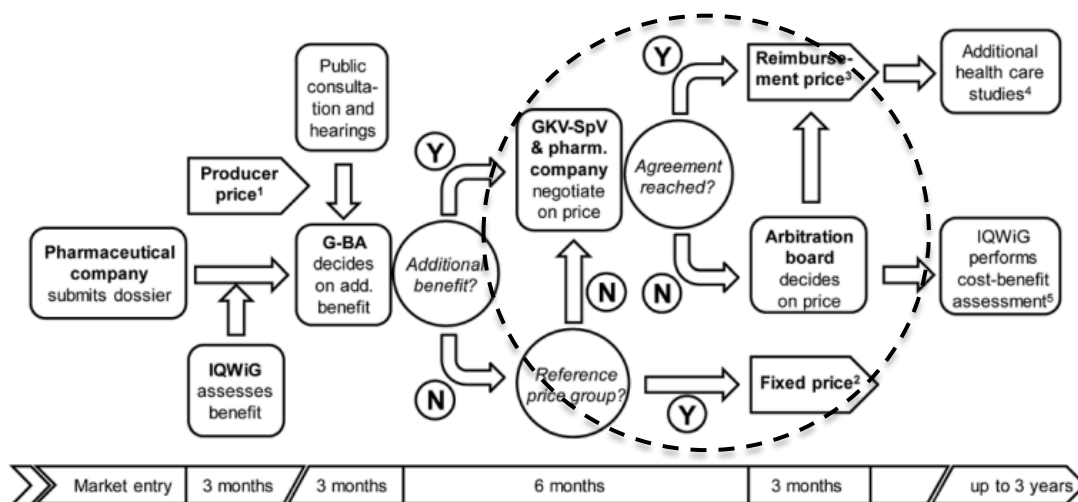 Public
consulta-
tion and
hearings
Producer
price¹
Pharmaceutical
company
submits dossier
G-BA
decides
on add.
benefit
IQWiG
assesses
benefit
Y
Additional
benefit?
N
GKV-SpV
& pharm.
company
negotiate
on price
N
Reference
price group?
Y
Y
Agreement
reached?
N
Reimburse-
ment price³
Arbitration
board
decides
on price
Fixed price²
Additional
health care
studies⁴
IQWiG
performs
cost-benefit
assessment⁵
Market entry
3 months
3 months
6 months
3 months
up to 3 years